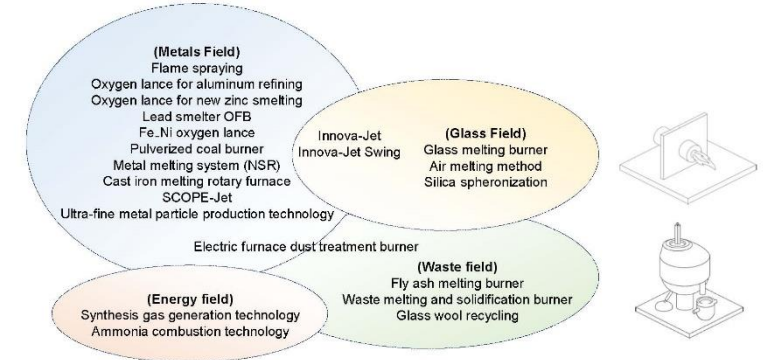 (Metals Field)
Flame spraying
Oxygen lance for aluminum refining
Oxygen lance for new zinc smelting
Lead smelter OFB
Fe-Ni oxygen lance
Pulverized coal burner
Metal melting system (NSR)
Cast iron melting rotary furnace
SCOPE-Jet
Ultra-fine metal particle production technology
Innova-Jet
Innova-Jet Swing
(Glass Field)
Glass melting burner
Air melting method
Silica spheronization
Electric furnace dust treatment burner
(Waste field)
Fly ash melting burner
Waste melting and solidification burner
Glass wool recycling
(Energy field)
Synthesis gas generation technology
Ammonia combustion technology